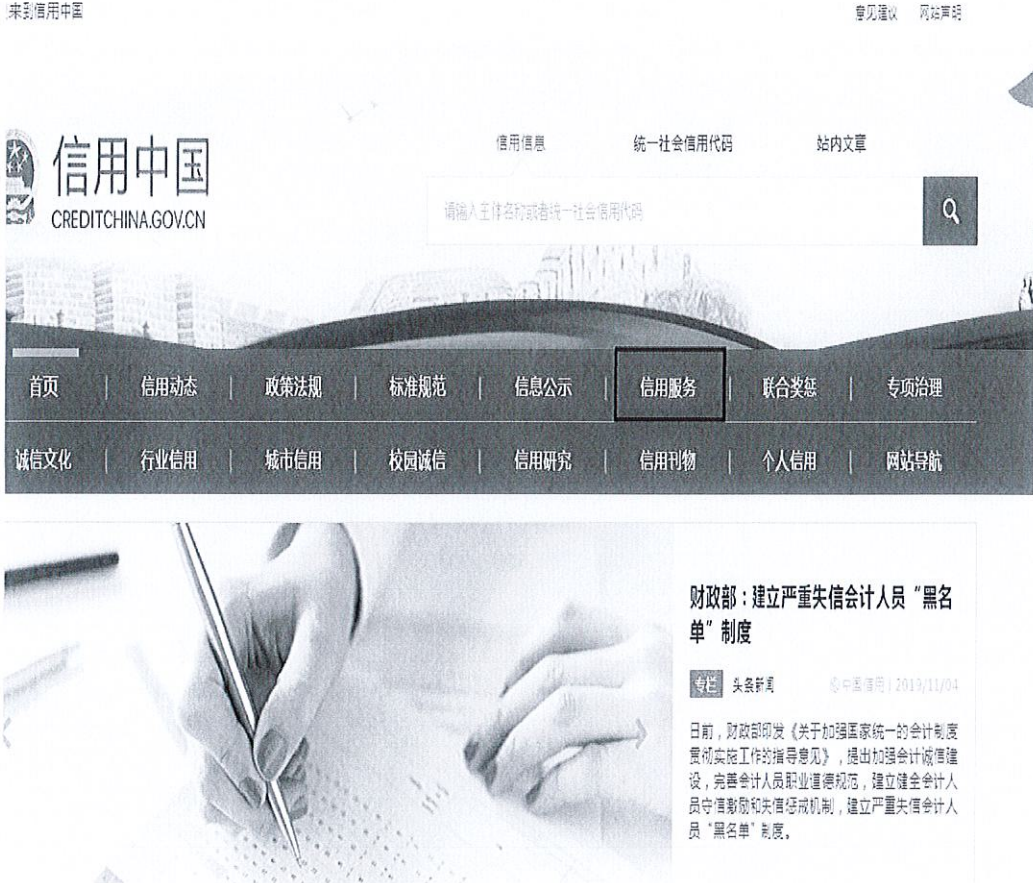 来到信用中国
意见建议 网站声明
信用信息 统一社会信用代码 站内文章
信用中国
CREDITCHINA.GOV.CN
请输入主体名称或者统一社会信用代码
首页 | 信用动态 | 政策法规 | 标准规范 | 信息公示 | 信用服务 | 联合奖惩 | 专项治理
诚信文化 | 行业信用 | 城市信用 | 校园诚信 | 信用研究 | 信用刊物 | 个人信用 | 网站导航
财政部：建立严重失信会计人员“黑名
单”制度
专栏 头条新闻 @中国信用 | 2019/11/04
日前，财政部印发《关于加强国家统一的会计制度
贯彻实施工作的指导意见》，提出加强会计诚信建
设，完善会计人员职业道德规范，建立健全会计人
员守信激励和失信惩戒机制，建立严重失信会计人
员“黑名单”制度。